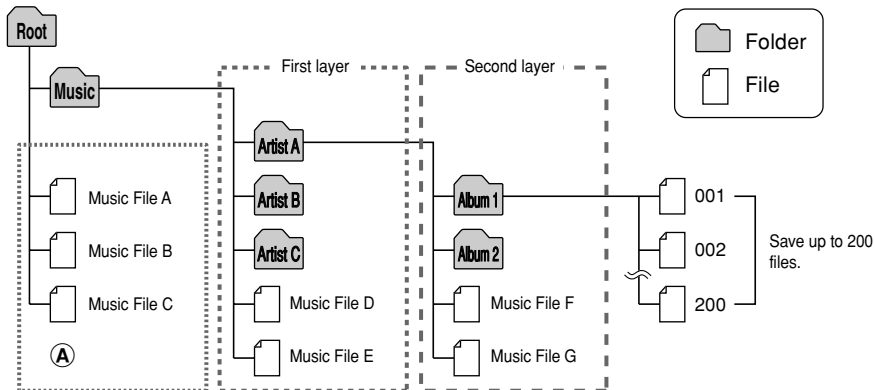 Root
Folder
File
First layer
Second layer
Music
Artist A
Music File A
Artist B
Album 1
001
Music File B
Artist C
Album 2
002
Save up to 200
files.
Music File C
Music File D
Music File F
200
A
Music File E
Music File G